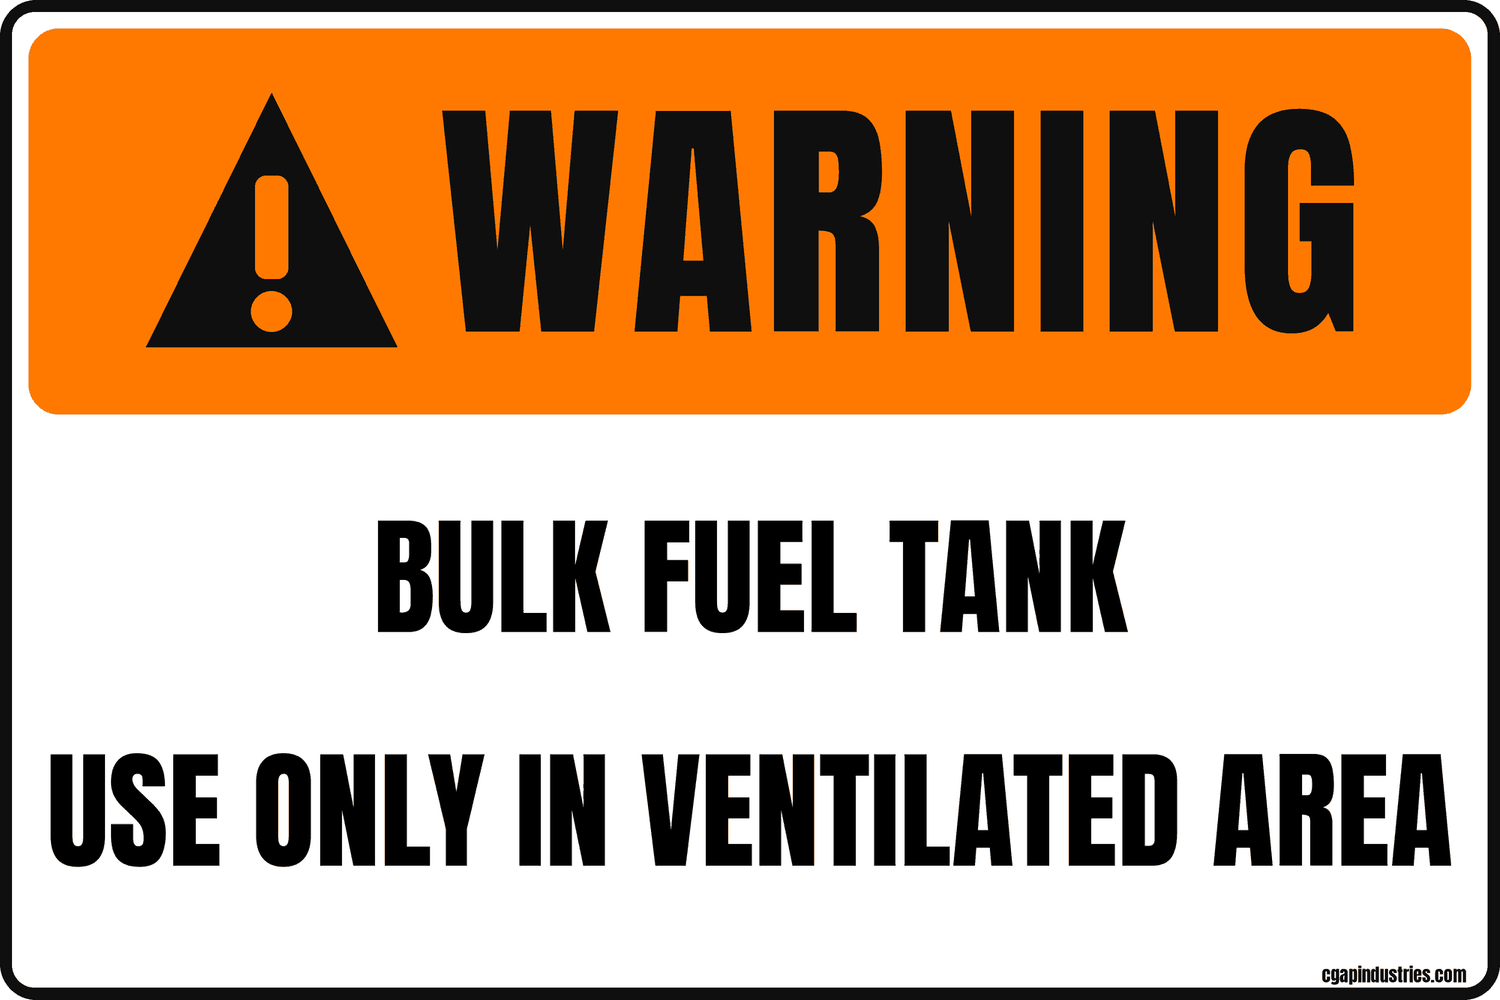 WARNING
BULK FUEL TANK
USE ONLY IN VENTILATED AREA
cgapindustries.com